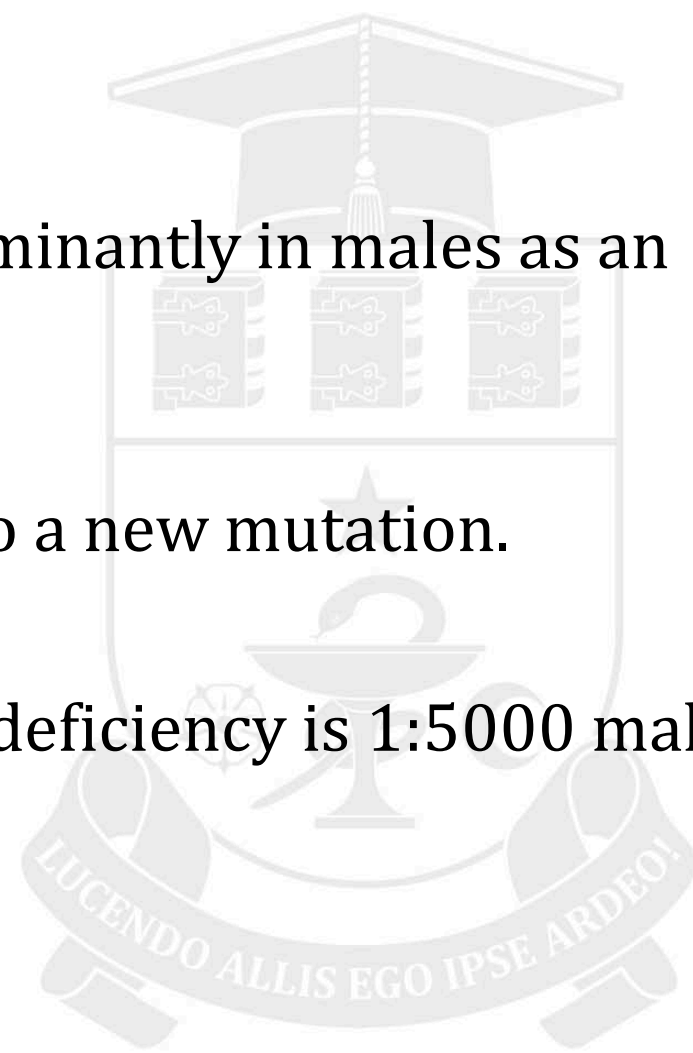 minantly in males as an
o a new mutation.
deficiency is 1:5000 mal
LUCENDO ALLIS EGO IPSE ARDEO!